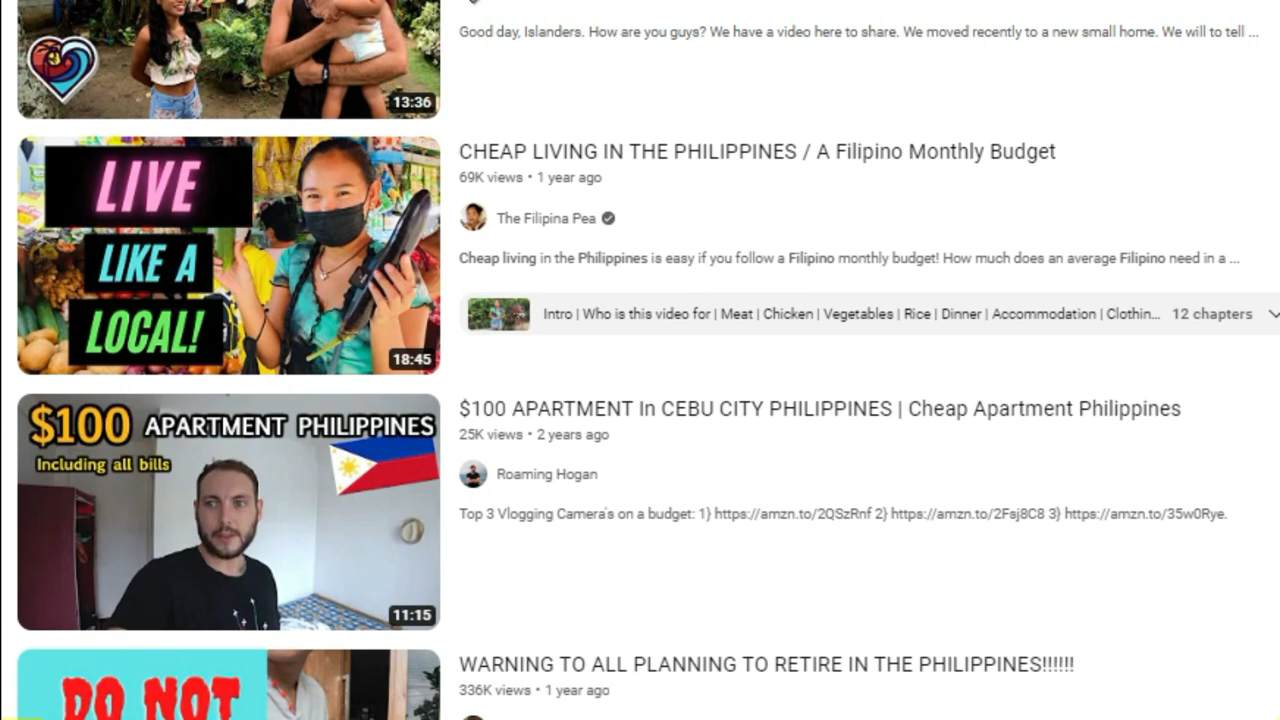 Good day, Islanders. How are you guys? We have a video here to share. We moved recently to a new small home. We will to tell ...
13:36
LIVE
LIKE A
LOCAL!
18:45
CHEAP LIVING IN THE PHILIPPINES / A Filipino Monthly Budget
69K views • 1 year ago
The Filipina Pea
Cheap living in the Philippines is easy if you follow a Filipino monthly budget! How much does an average Filipino need in a ...
Intro | Who is this video for | Meat | Chicken | Vegetables | Rice | Dinner | Accommodation | Clothin... 12 chapters
$100 APARTMENT PHILIPPINES
Including all bills
11:15
$100 APARTMENT In CEBU CITY PHILIPPINES | Cheap Apartment Philippines
25K views • 2 years ago
Roaming Hogan
Top 3 Vlogging Camera's on a budget: 1} https://amzn.to/2QSzRnf 2} https://amzn.to/2Fsj8C8 3} https://amzn.to/35w0Rye.
DO NOT
WARNING TO ALL PLANNING TO RETIRE IN THE PHILIPPINES!!!!!!
336K views • 1 year ago